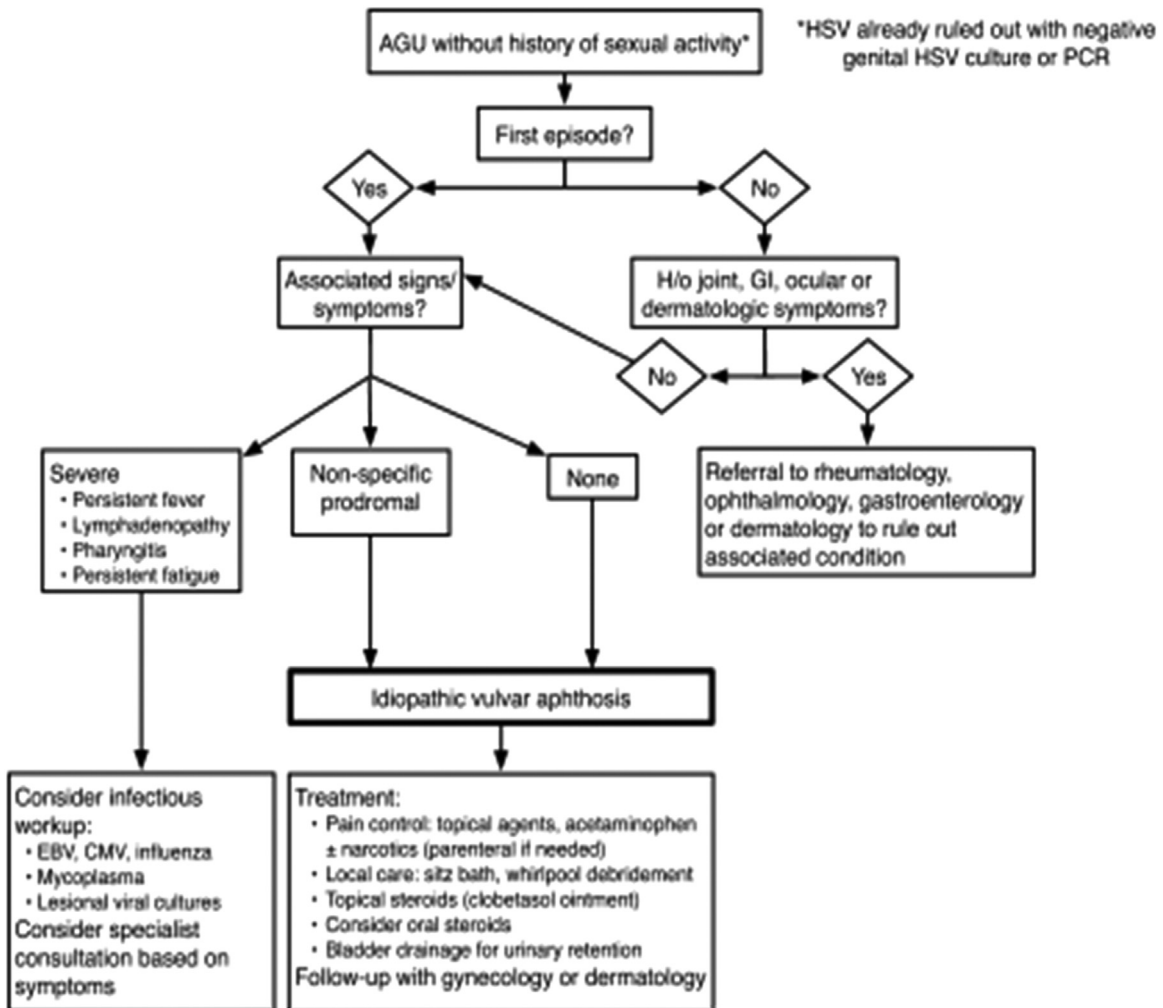 AGU without history of sexual activity*
*HSV already ruled out with negative
genital HSV culture or PCR
First episode?
Yes
No
Associated signs/
symptoms?
H/o joint, GI, ocular or
dermatologic symptoms?
No
Yes
Severe
• Persistent fever
• Lymphadenopathy
• Pharyngitis
• Persistent fatigue
Non-specific
prodromal
None
Referral to rheumatology,
ophthalmology, gastroenterology
or dermatology to rule out
associated condition
Idiopathic vulvar aphthosis
Consider infectious
workup:
• EBV, CMV, influenza
• Mycoplasma
• Lesional viral cultures
Consider specialist
consultation based on
symptoms
Treatment:
• Pain control: topical agents, acetaminophen
± narcotics (parenteral if needed)
• Local care: sitz bath, whirlpool debridement
• Topical steroids (clobetasol ointment)
• Consider oral steroids
• Bladder drainage for urinary retention
Follow-up with gynecology or dermatology